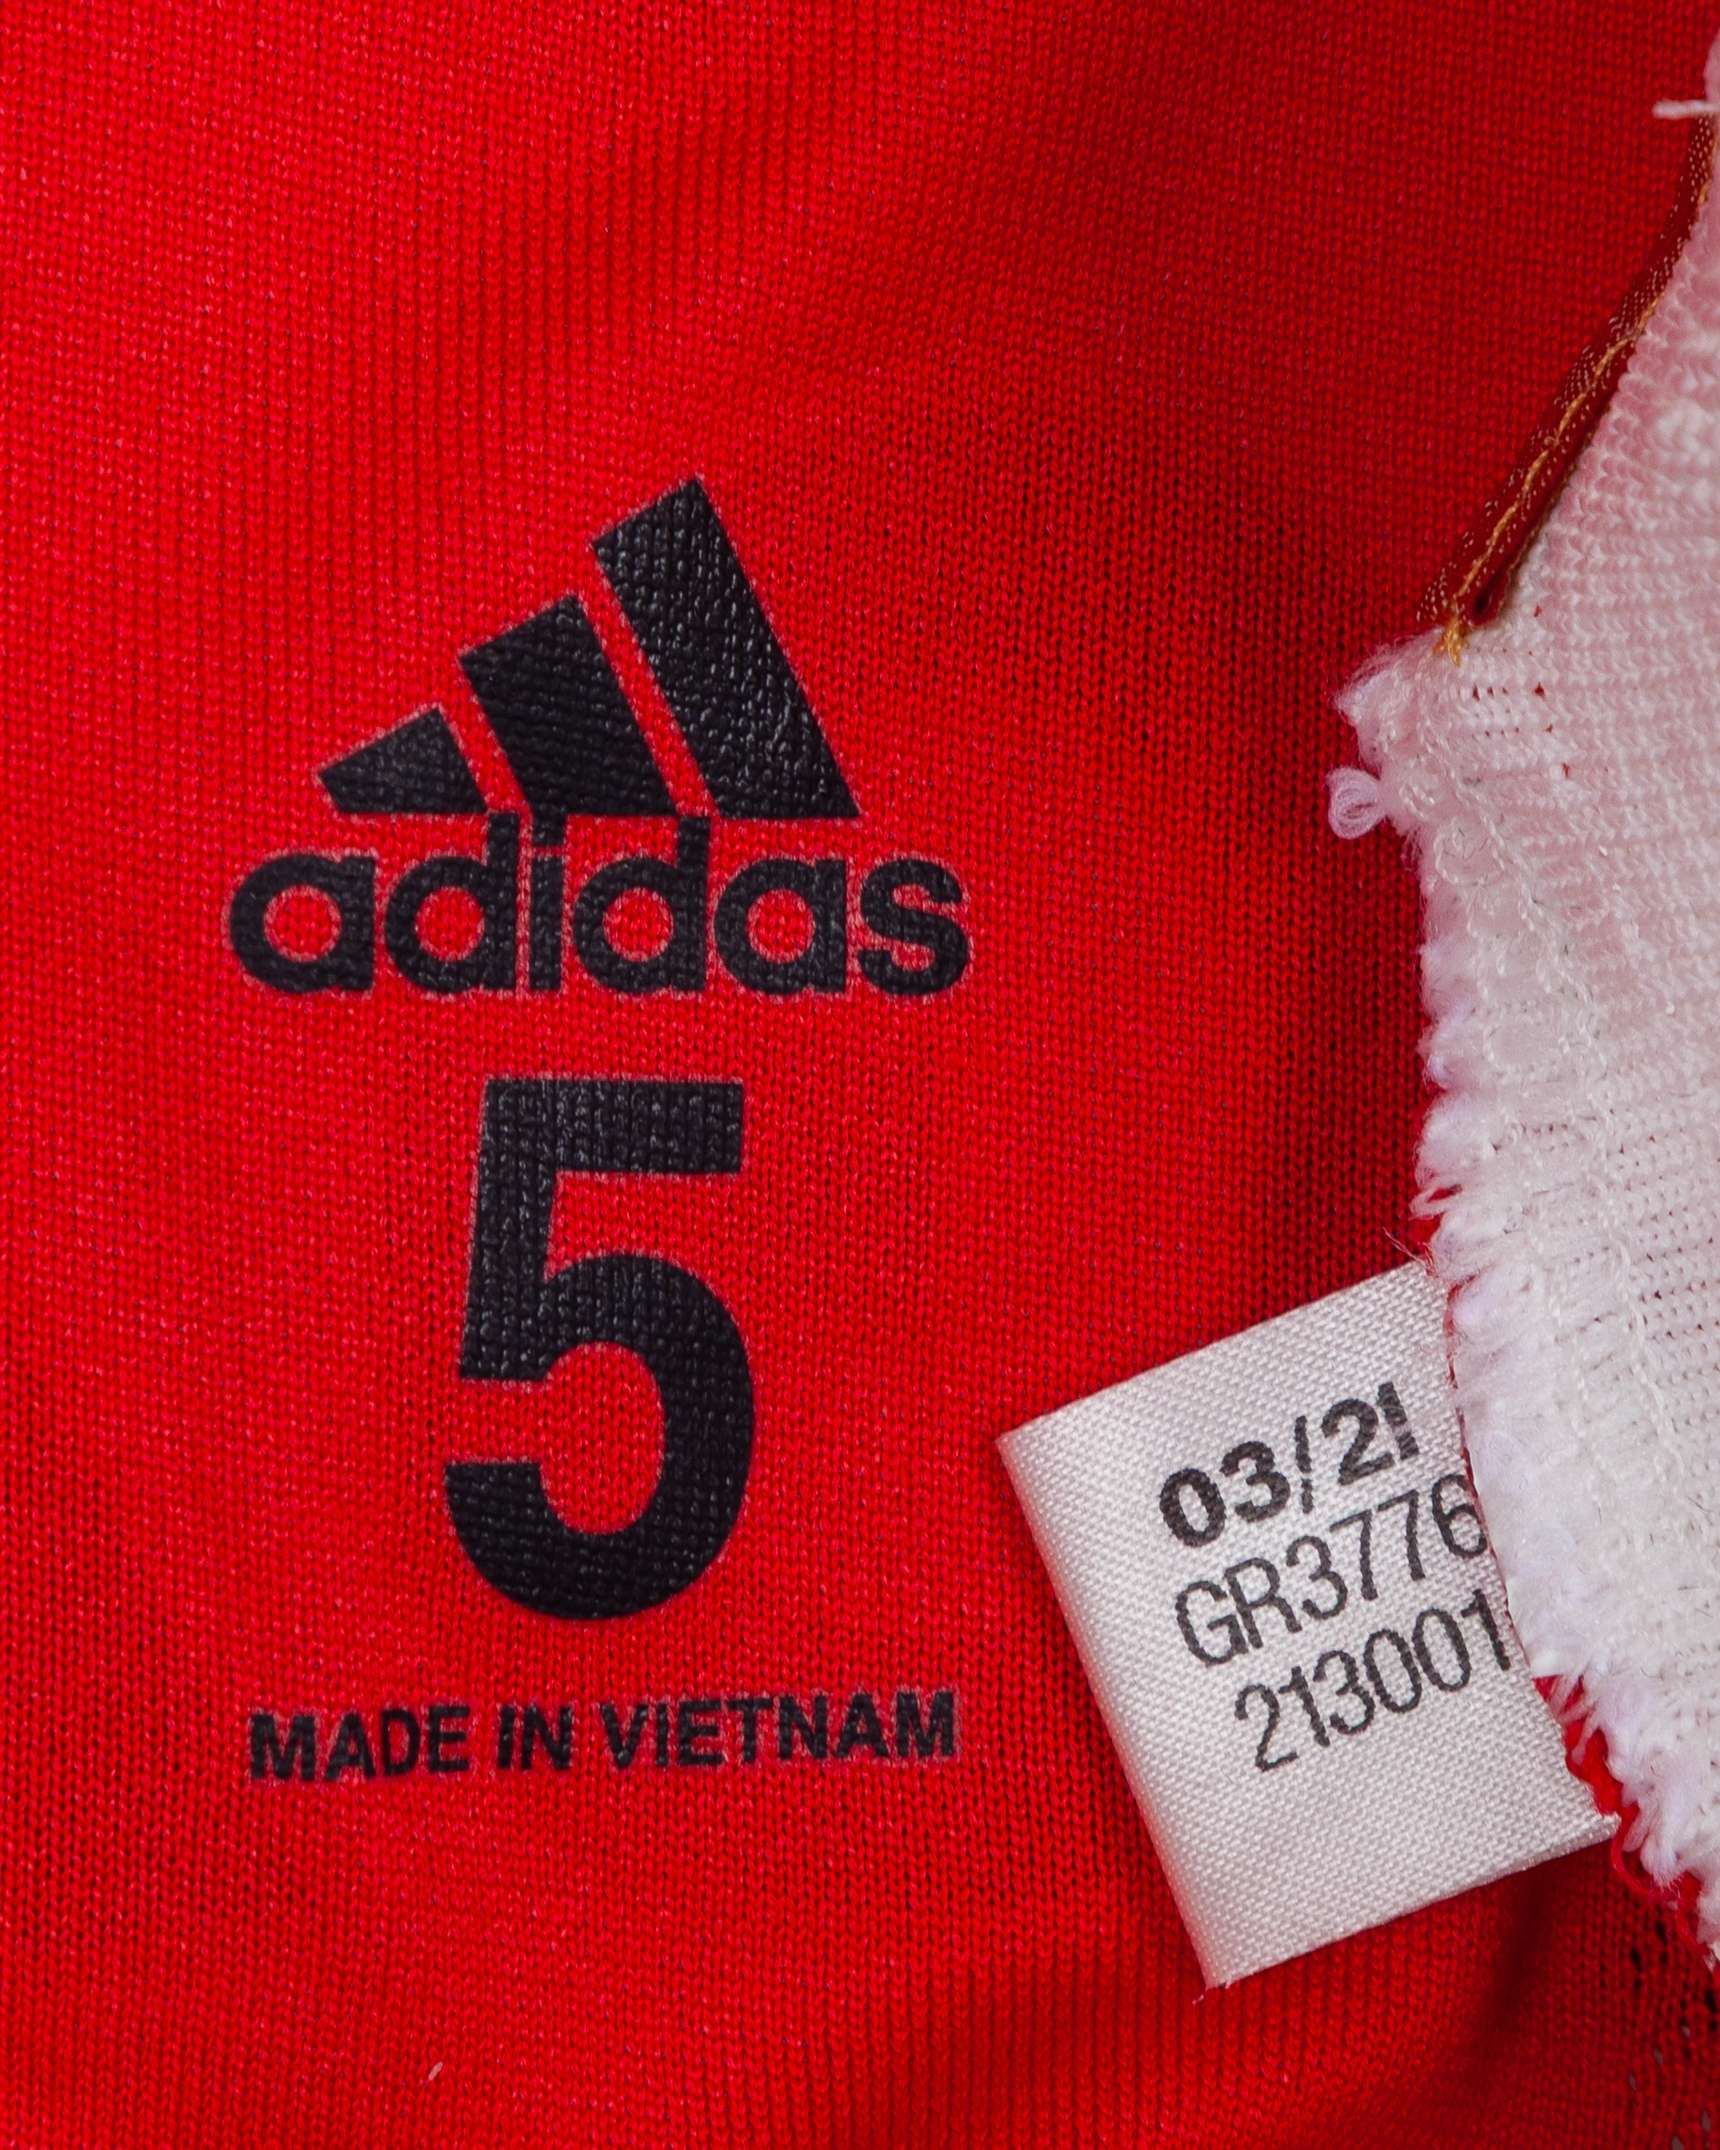 adidas
5
MADE IN VIETNAM
03/21
GR3776
213001